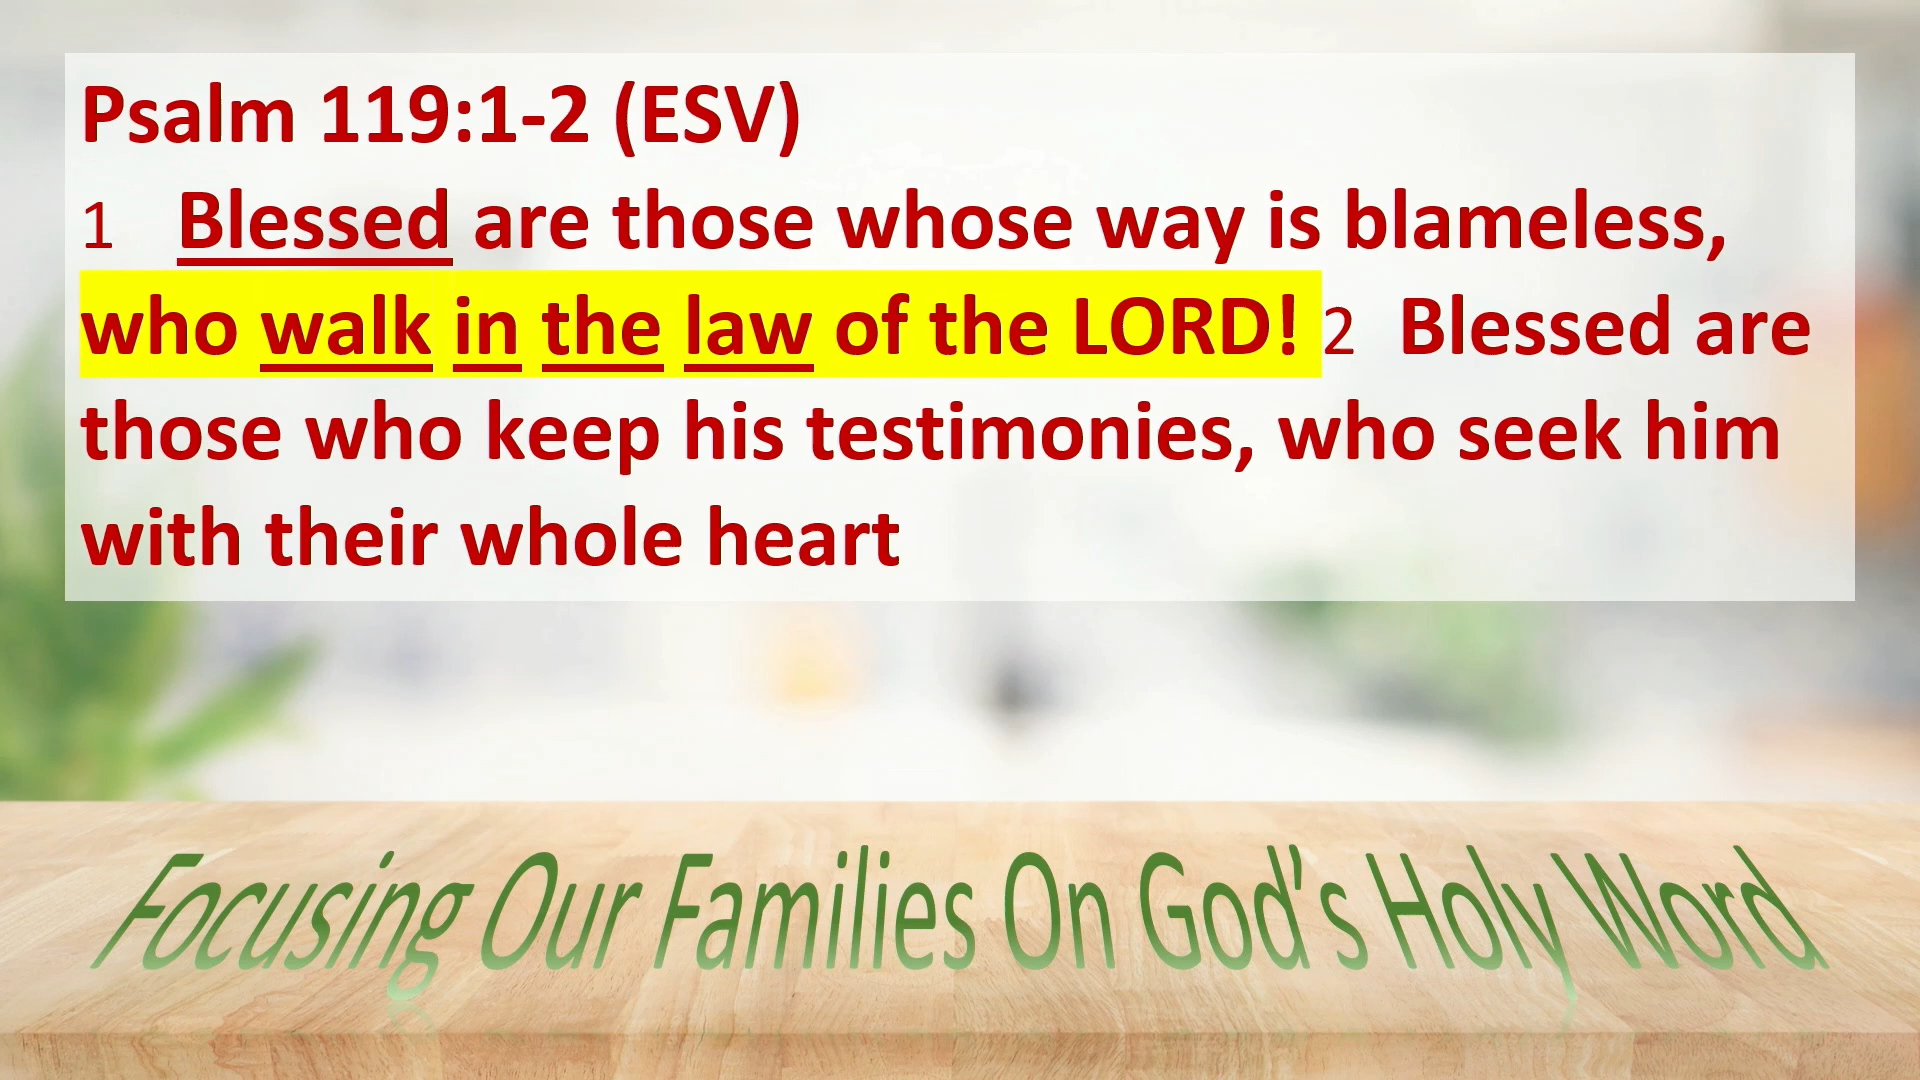 Psalm 119:1-2 (ESV)
1 Blessed are those whose way is blameless,
who walk in the law of the LORD! 2 Blessed are
those who keep his testimonies, who seek him
with their whole heart
Focusing Our Families On God's Holy Word